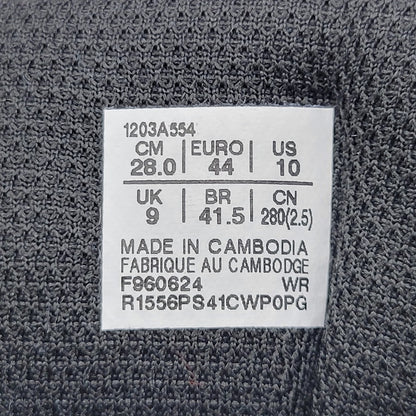 1203A554
CM | EURO | US
28.0 | 44 | 10
UK | BR | CN
9 | 41.5 | 280(2.5)
MADE IN CAMBODIA
FABRIQUE AU CAMBODGE
F960624 WR
R1556PS41CWP0PG